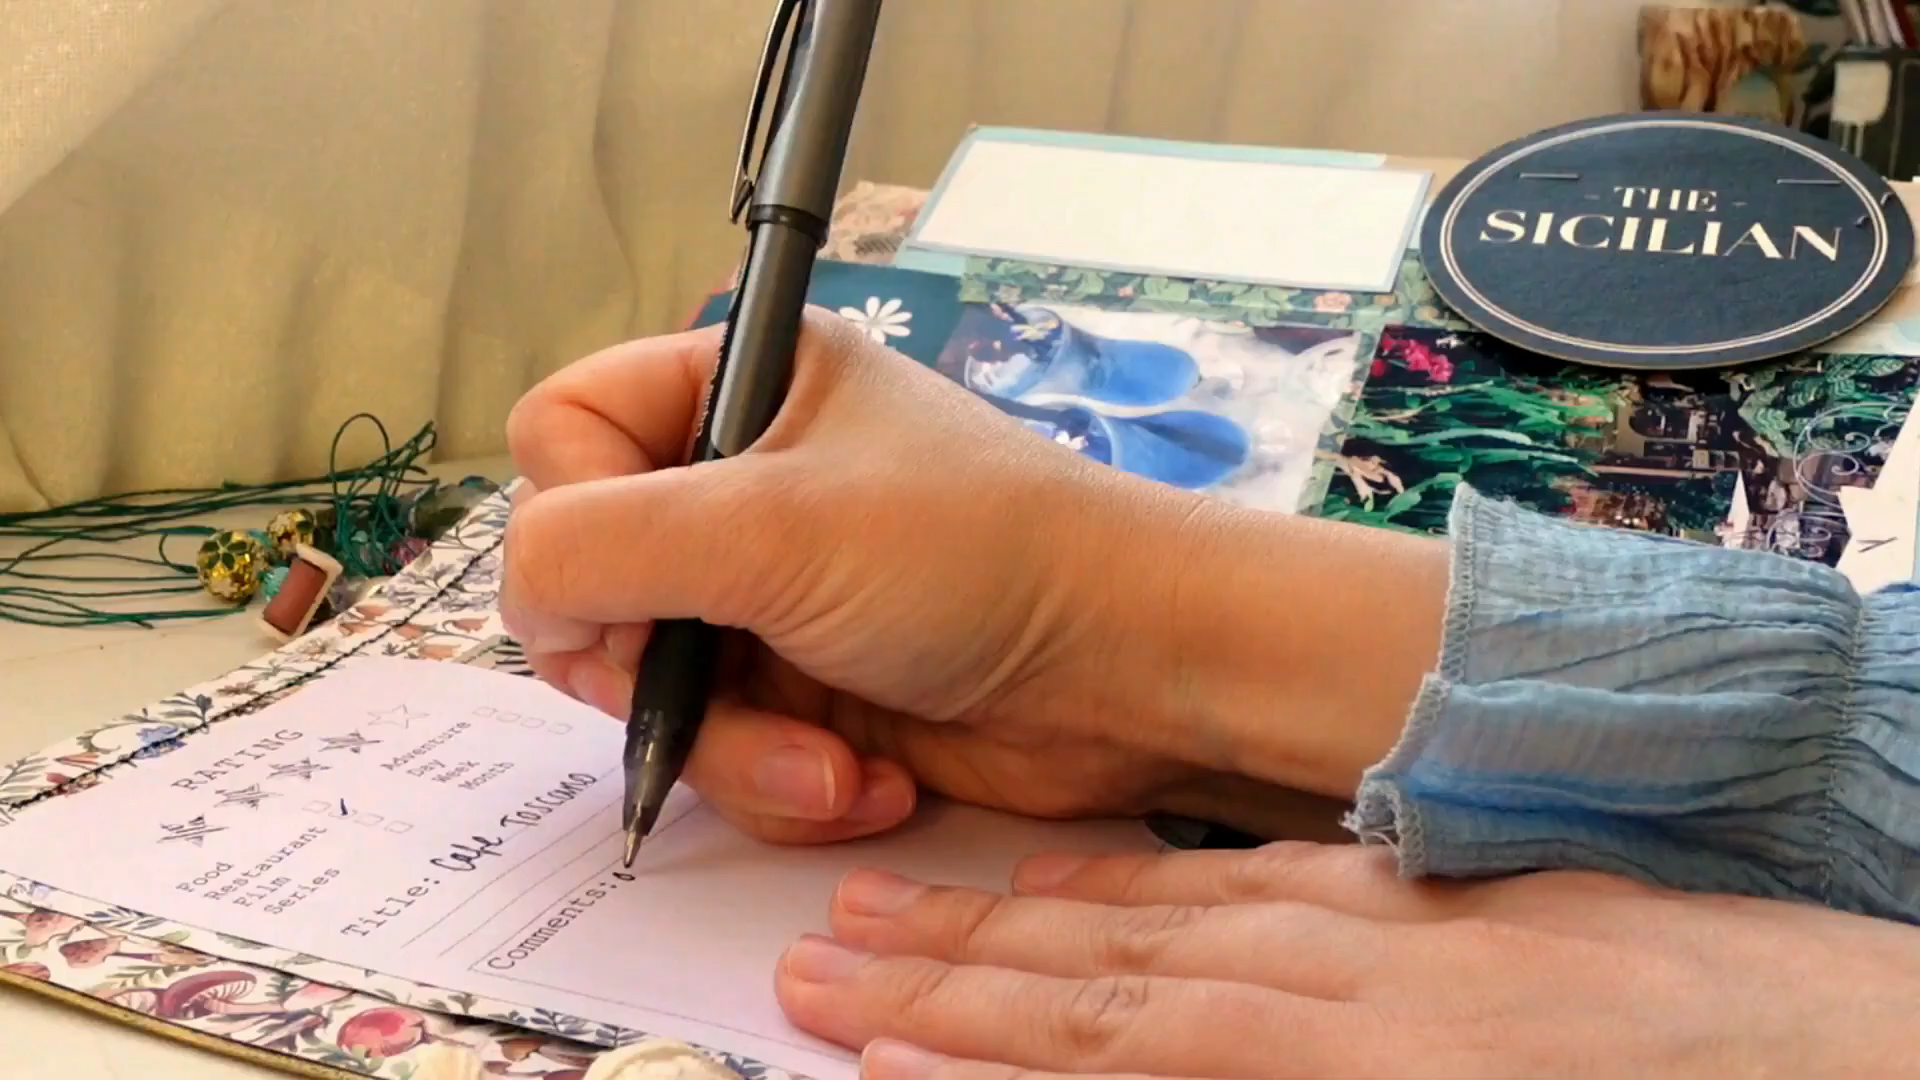 THE
SICILIAN
RATING
Food
Restaurant
Film
Series
Adventure
Day
Week
Month
Title: Cafe Toscano
Comments: